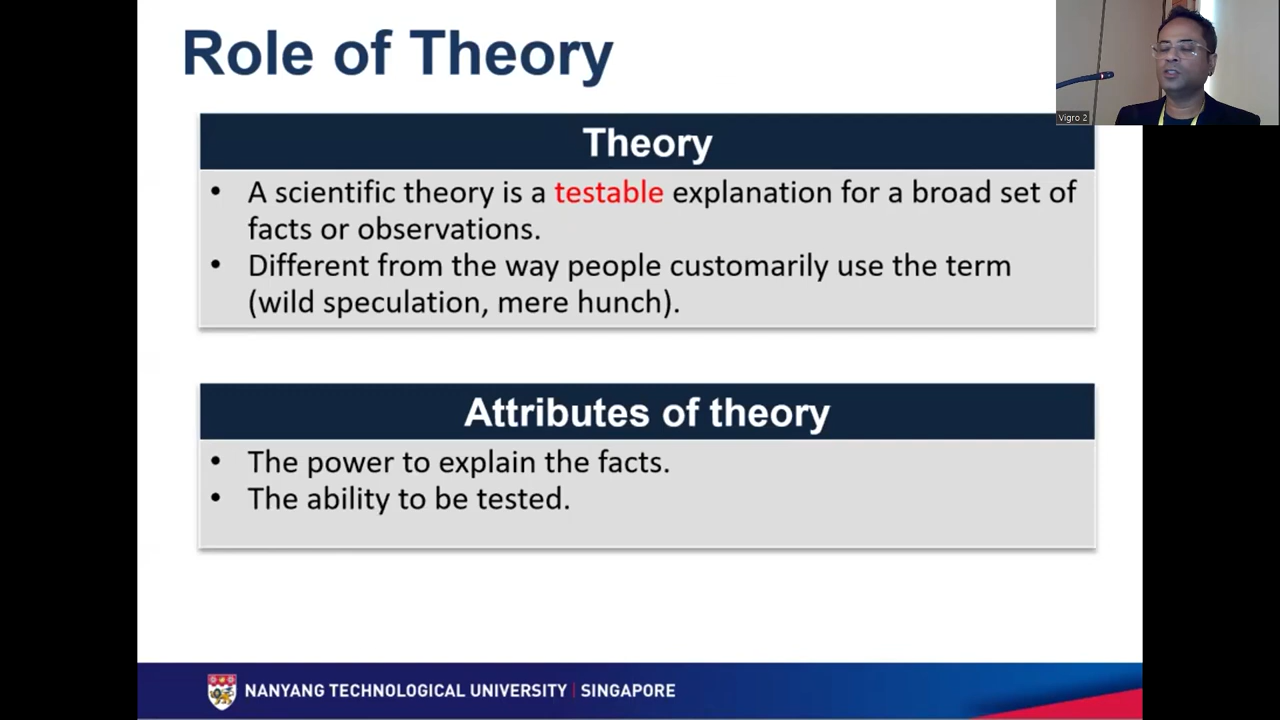 Role of Theory
Vigro 2
Theory
• A scientific theory is a testable explanation for a broad set of
facts or observations.
• Different from the way people customarily use the term
(wild speculation, mere hunch).
Attributes of theory
• The power to explain the facts.
• The ability to be tested.
NANYANG TECHNOLOGICAL UNIVERSITY | SINGAPORE